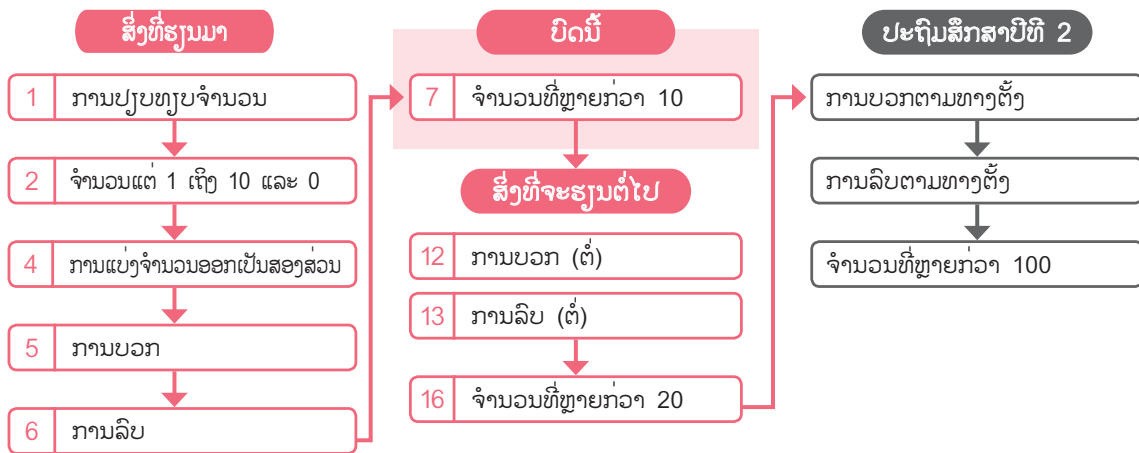 ສິ່ງທີ່ຮຽນມາ
1 ການປຽບທຽບຈຳນວນ
2 ຈຳນວນແຕ່ 1 ເຖິງ 10 ແລະ 0
4 ການແບ່ງຈຳນວນອອກເປັນສອງສ່ວນ
5 ການບວກ
6 ການລົບ
ບົດນີ້
7 ຈຳນວນທີ່ຫຼາຍກ່ວາ 10
ສິ່ງທີ່ຈະຮຽນຕໍ່ໄປ
12 ການບວກ (ຕໍ່)
13 ການລົບ (ຕໍ່)
16 ຈຳນວນທີ່ຫຼາຍກ່ວາ 20
ປະຖົມສຶກສາປີທີ 2
ການບວກຕາມທາງຕັ້ງ
ການລົບຕາມທາງຕັ້ງ
ຈຳນວນທີ່ຫຼາຍກ່ວາ 100